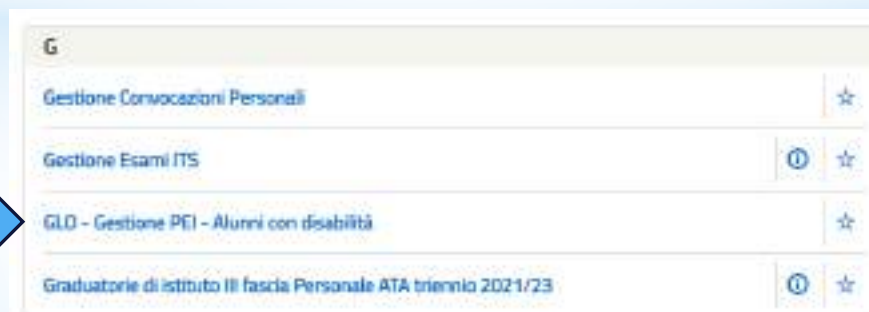 G
Gestione Convocazioni Personali
Gestione Esami ITS
GLO - Gestione PEI - Alunni con disabilità
Graduatorie di istituto III fascia Personale ATA triennio 2021/23